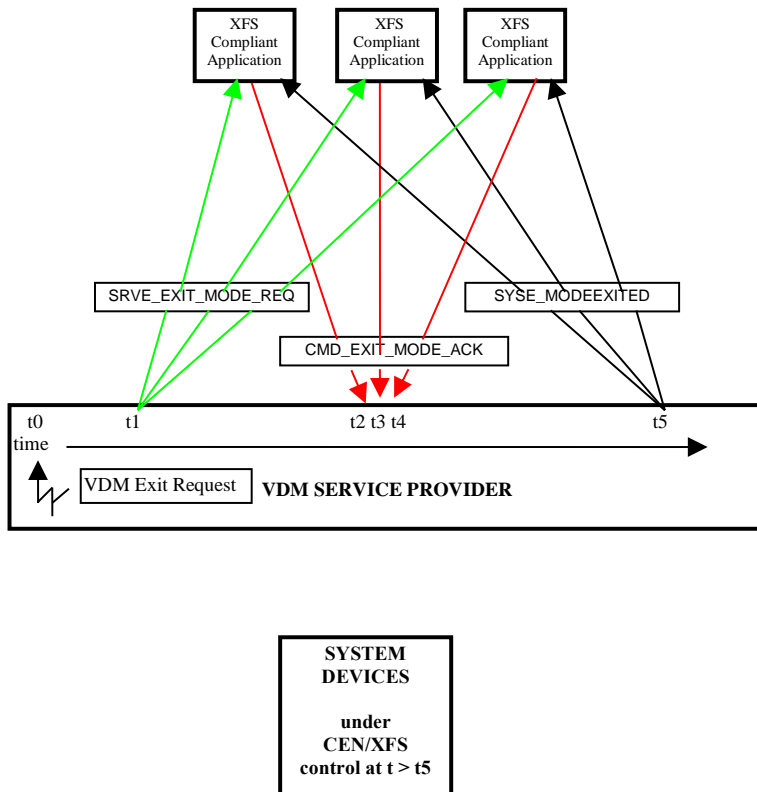 XFS
Compliant
Application
XFS
Compliant
Application
XFS
Compliant
Application
SRVE_EXIT_MODE_REQ
SYSE_MODEEXITED
CMD_EXIT_MODE_ACK
t0 t1 t2 t3 t4 t5
time
VDM Exit Request VDM SERVICE PROVIDER
SYSTEM
DEVICES
under
CEN/XFS
control at t > t5